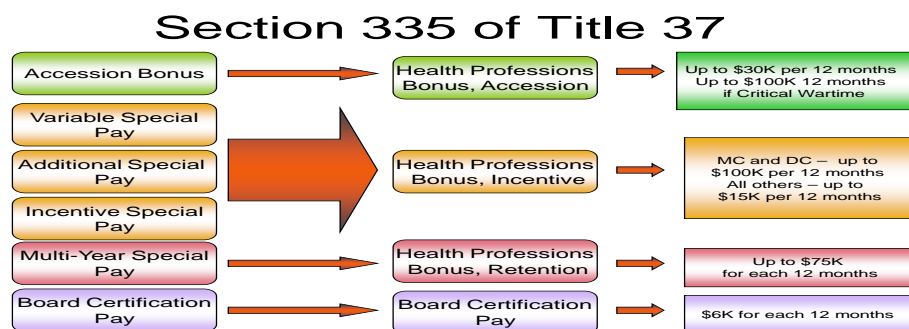 Section 335 of Title 37
Accession Bonus
Health Professions
Bonus, Accession
Up to $30K per 12 months
Up to $100K 12 months
if Critical Wartime
Variable Special
Pay
Additional Special
Pay
Incentive Special
Pay
Health Professions
Bonus, Incentive
MC and DC – up to
$100K per 12 months
All others – up to
$15K per 12 months
Multi-Year Special
Pay
Health Professions
Bonus, Retention
Up to $75K
for each 12 months
Board Certification
Pay
Board Certification
Pay
$6K for each 12 months